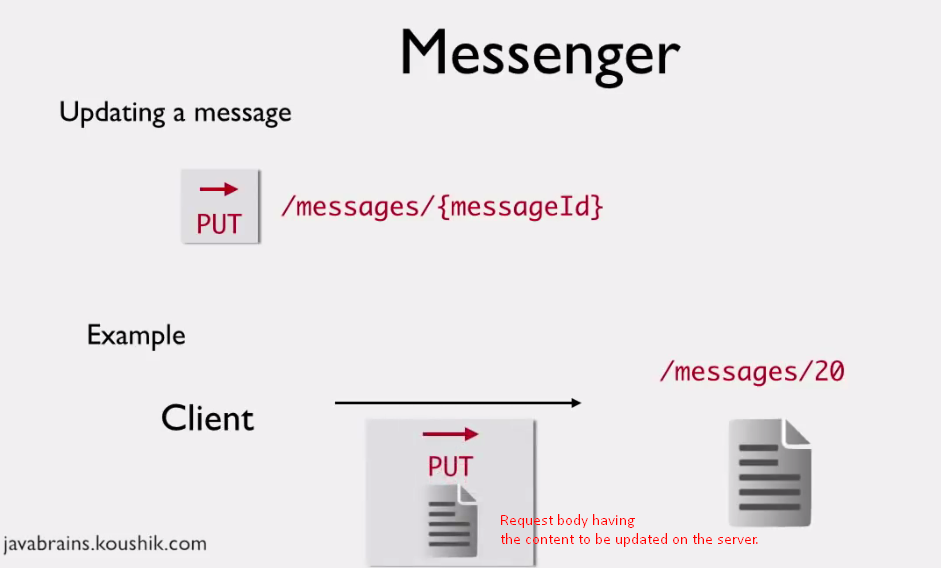 Messenger
Updating a message
PUT
/messages/{messageId}
Example
/messages/20
Client
PUT
Request body having
the content to be updated on the server.
javabrains.koushik.com